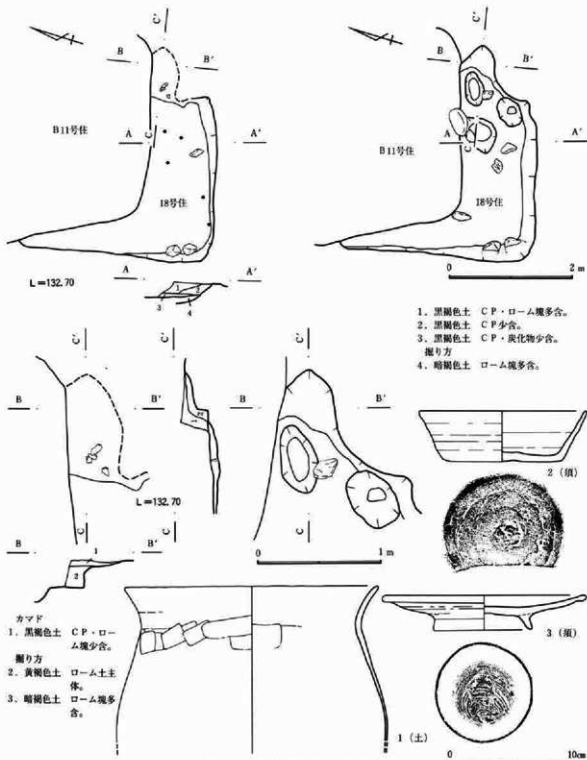 C'
B
B'
B11号住
A
C
A'
18号住
A
A'
L=132.70
1
2
3
4
C'
B
B'
B11号住
A
C
A'
18号住
0
2 m
1. 黒褐色土 CP・ローム塊多含。
2. 黒褐色土 CP少含。
3. 黒褐色土 CP・炭化物少含。
掘り方
4. 暗褐色土 ローム塊多含。
C'
B
B'
L=132.70
C
C'
C
B
B'
C
0
1 m
2 (須)
B
B'
1
2
カマド
1. 黒褐色土 CP・ロー
ム塊少含。
掘り方
2. 黄褐色土 ローム土主
体。
3. 暗褐色土 ローム塊多
含。
1 (土)
3 (須)
0
10cm